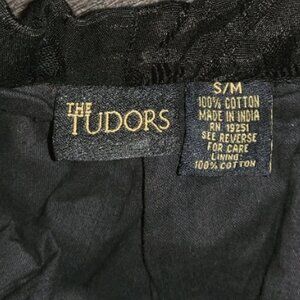 THE
TUDORS
S/M
100% COTTON
MADE IN INDIA
RN 19251
SEE REVERSE
FOR CARE
LINING:
100% COTTON